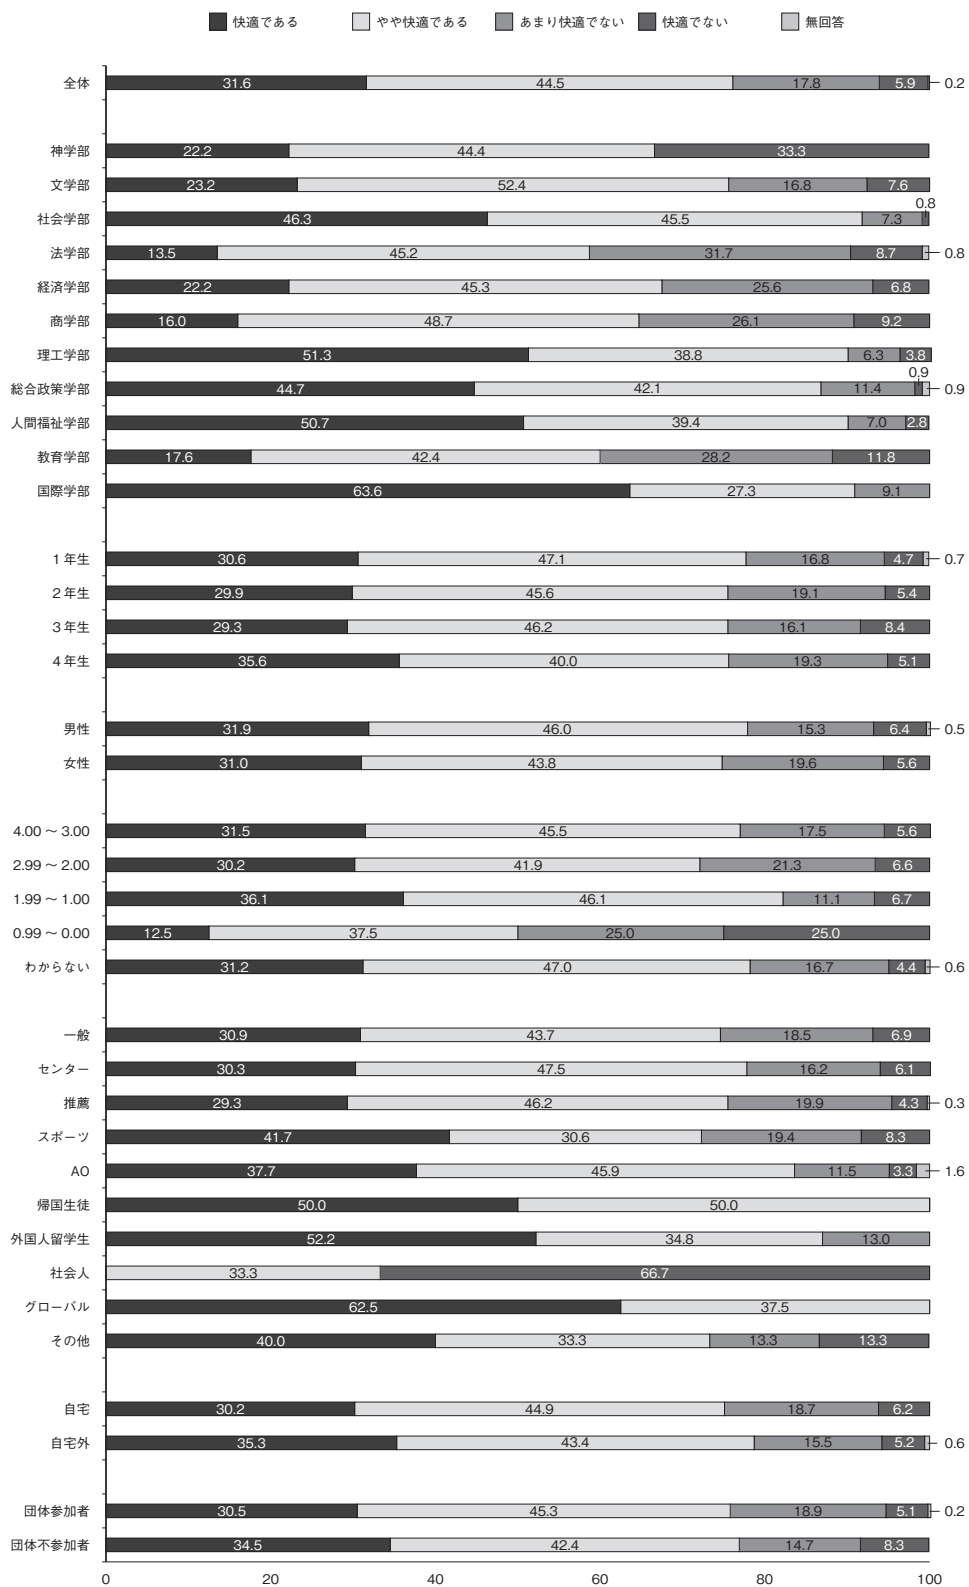 快適である やや快適である あまり快適でない 快適でない 無回答
全体 31.6 44.5 17.8 5.9 0.2
神学部 22.2 44.4 33.3
文学部 23.2 52.4 16.8 7.6
0.8
社会学部 46.3 45.5 7.3
法学部 13.5 45.2 31.7 8.7 0.8
経済学部 22.2 45.3 25.6 6.8
商学部 16.0 48.7 26.1 9.2
理工学部 51.3 38.8 6.3 3.8
0.9
総合政策学部 44.7 42.1 11.4 0.9
人間福祉学部 50.7 39.4 7.0 2.8
教育学部 17.6 42.4 28.2 11.8
国際学部 63.6 27.3 9.1
1年生 30.6 47.1 16.8 4.7 0.7
2年生 29.9 45.6 19.1 5.4
3年生 29.3 46.2 16.1 8.4
4年生 35.6 40.0 19.3 5.1
男性 31.9 46.0 15.3 6.4 0.5
女性 31.0 43.8 19.6 5.6
4.00～3.00 31.5 45.5 17.5 5.6
2.99～2.00 30.2 41.9 21.3 6.6
1.99～1.00 36.1 46.1 11.1 6.7
0.99～0.00 12.5 37.5 25.0 25.0
わからない 31.2 47.0 16.7 4.4 0.6
一般 30.9 43.7 18.5 6.9
センター 30.3 47.5 16.2 6.1
推薦 29.3 46.2 19.9 4.3 0.3
スポーツ 41.7 30.6 19.4 8.3
AO 37.7 45.9 11.5 3.3 1.6
帰国生徒 50.0 50.0
外国人留学生 52.2 34.8 13.0
社会人 33.3 66.7
グローバル 62.5 37.5
その他 40.0 33.3 13.3 13.3
自宅 30.2 44.9 18.7 6.2
自宅外 35.3 43.4 15.5 5.2 0.6
団体参加者 30.5 45.3 18.9 5.1 0.2
団体不参加者 34.5 42.4 14.7 8.3
0 20 40 60 80 100